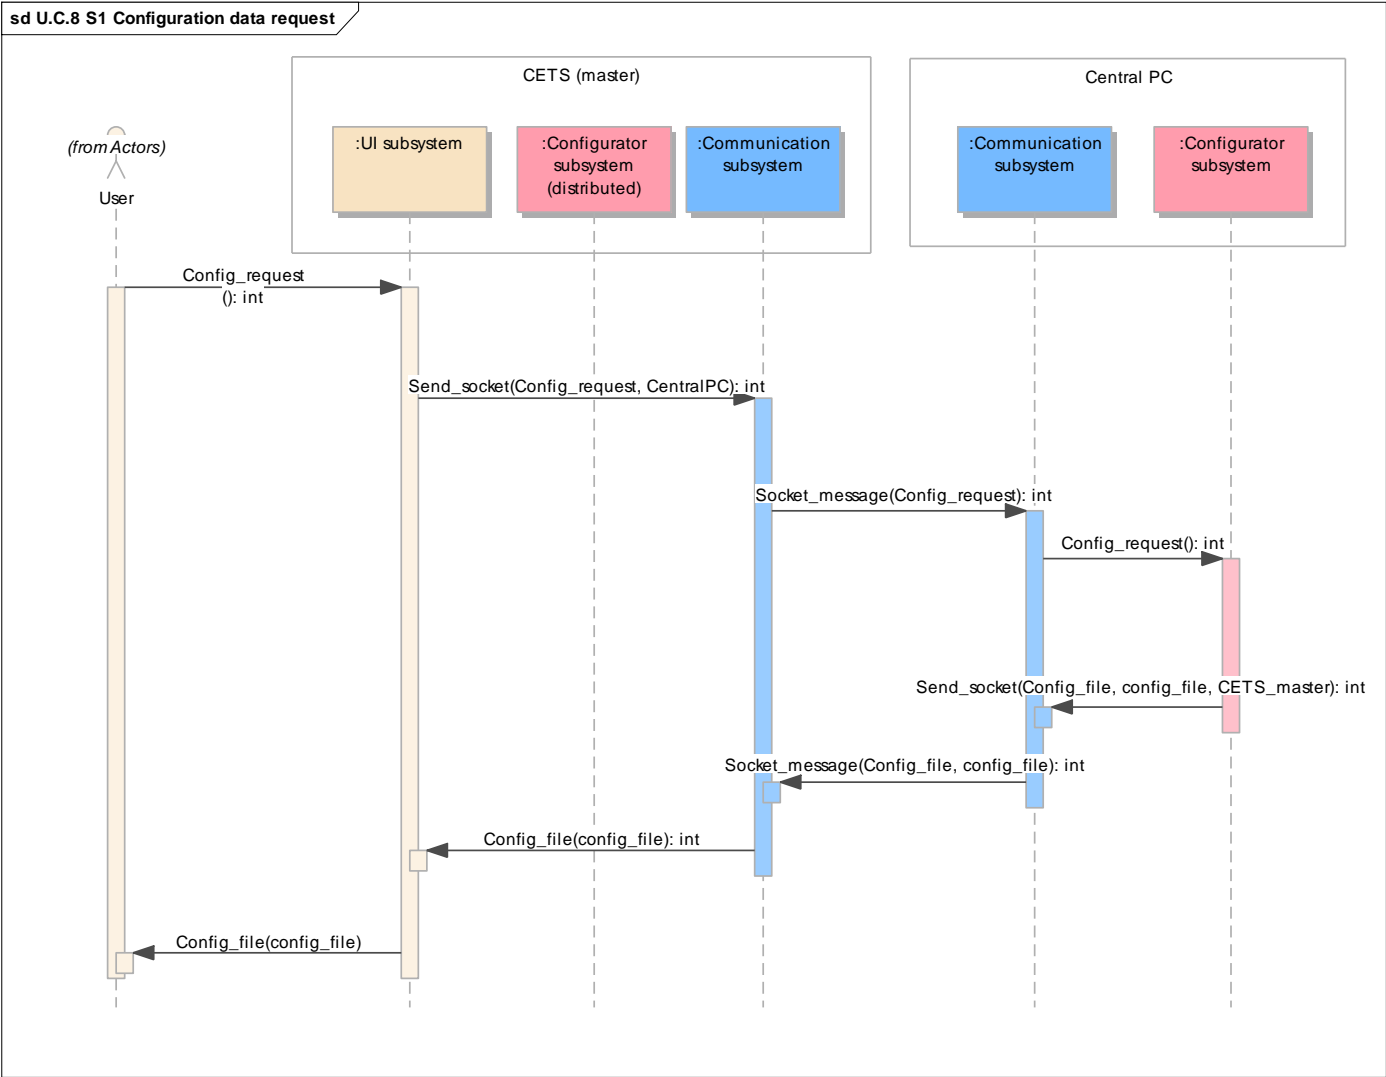 sd U.C.8 S1 Configuration data request
CETS (master)
Central PC
(from Actors)
User
:UI subsystem
:Configurator
subsystem
(distributed)
:Communication
subsystem
:Communication
subsystem
:Configurator
subsystem
Config_request
(): int
Send_socket(Config_request, CentralPC): int
Socket_message(Config_request): int
Config_request(): int
Send_socket(Config_file, config_file, CETS_master): int
Socket_message(Config_file, config_file): int
Config_file(config_file): int
Config_file(config_file)